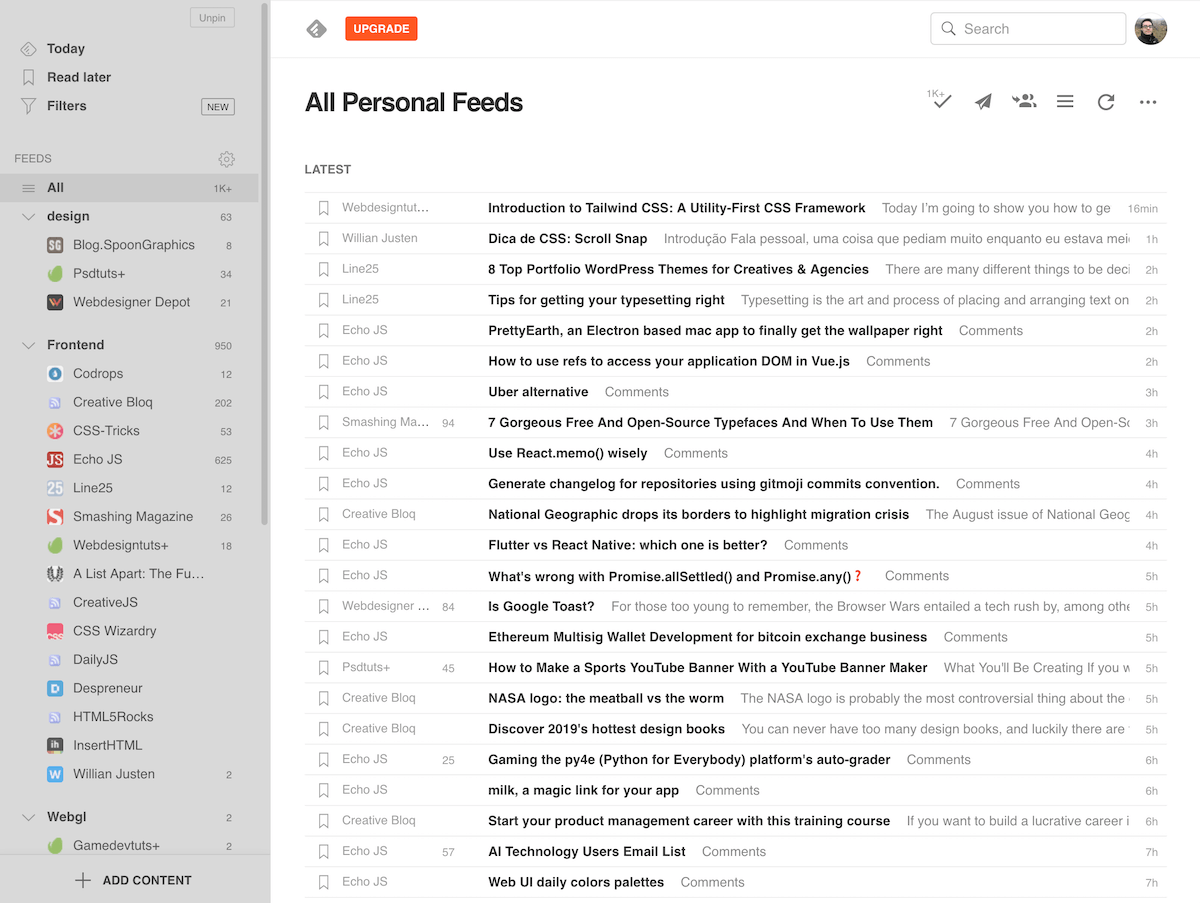 Unpin
Today
Read later
Filters NEW
FEEDS
All 1K+
design 63
Blog.SpoonGraphics 8
Psdtuts+ 34
Webdesigner Depot 21
Frontend 950
Codrops 12
Creative Bloq 202
CSS-Tricks 53
Echo JS 625
Line25 12
Smashing Magazine 26
Webdesigntuts+ 18
A List Apart: The Fu…
CreativeJS
CSS Wizardry
DailyJS
Despreneur
HTML5Rocks
InsertHTML
Willian Justen 2
Webgl 2
Gamedevtuts+ 2
ADD CONTENT
UPGRADE
Search
All Personal Feeds
1K+
LATEST
Webdesigntut… Introduction to Tailwind CSS: A Utility-First CSS Framework Today I'm going to show you how to ge 16min
Willian Justen Dica de CSS: Scroll Snap Introdução Fala pessoal, uma coisa que pediam muito enquanto eu estava mei 1h
Line25 8 Top Portfolio WordPress Themes for Creatives & Agencies There are many different things to be deci 2h
Line25 Tips for getting your typesetting right Typesetting is the art and process of placing and arranging text on 2h
Echo JS PrettyEarth, an Electron based mac app to finally get the wallpaper right Comments 2h
Echo JS How to use refs to access your application DOM in Vue.js Comments 2h
Echo JS Uber alternative Comments 3h
Smashing Ma… 94 7 Gorgeous Free And Open-Source Typefaces And When To Use Them 7 Gorgeous Free And Open-Sc 3h
Echo JS Use React.memo() wisely Comments 4h
Echo JS Generate changelog for repositories using gitmoji commits convention. Comments 4h
Creative Bloq National Geographic drops its borders to highlight migration crisis The August issue of National Geog 4h
Echo JS Flutter vs React Native: which one is better? Comments 4h
Echo JS What's wrong with Promise.allSettled() and Promise.any()❓ Comments 5h
Webdesigner … 84 Is Google Toast? For those too young to remember, the Browser Wars entailed a tech rush by, among othe 5h
Echo JS Ethereum Multisig Wallet Development for bitcoin exchange business Comments 5h
Psdtuts+ 45 How to Make a Sports YouTube Banner With a YouTube Banner Maker What You'll Be Creating If you w 5h
Creative Bloq NASA logo: the meatball vs the worm The NASA logo is probably the most controversial thing about the 5h
Creative Bloq Discover 2019's hottest design books You can never have too many design books, and luckily there are 5h
Echo JS 25 Gaming the py4e (Python for Everybody) platform's auto-grader Comments 6h
Echo JS milk, a magic link for your app Comments 6h
Creative Bloq Start your product management career with this training course If you want to build a lucrative career i 6h
Echo JS 57 AI Technology Users Email List Comments 7h
Echo JS Web UI daily colors palettes Comments 7h